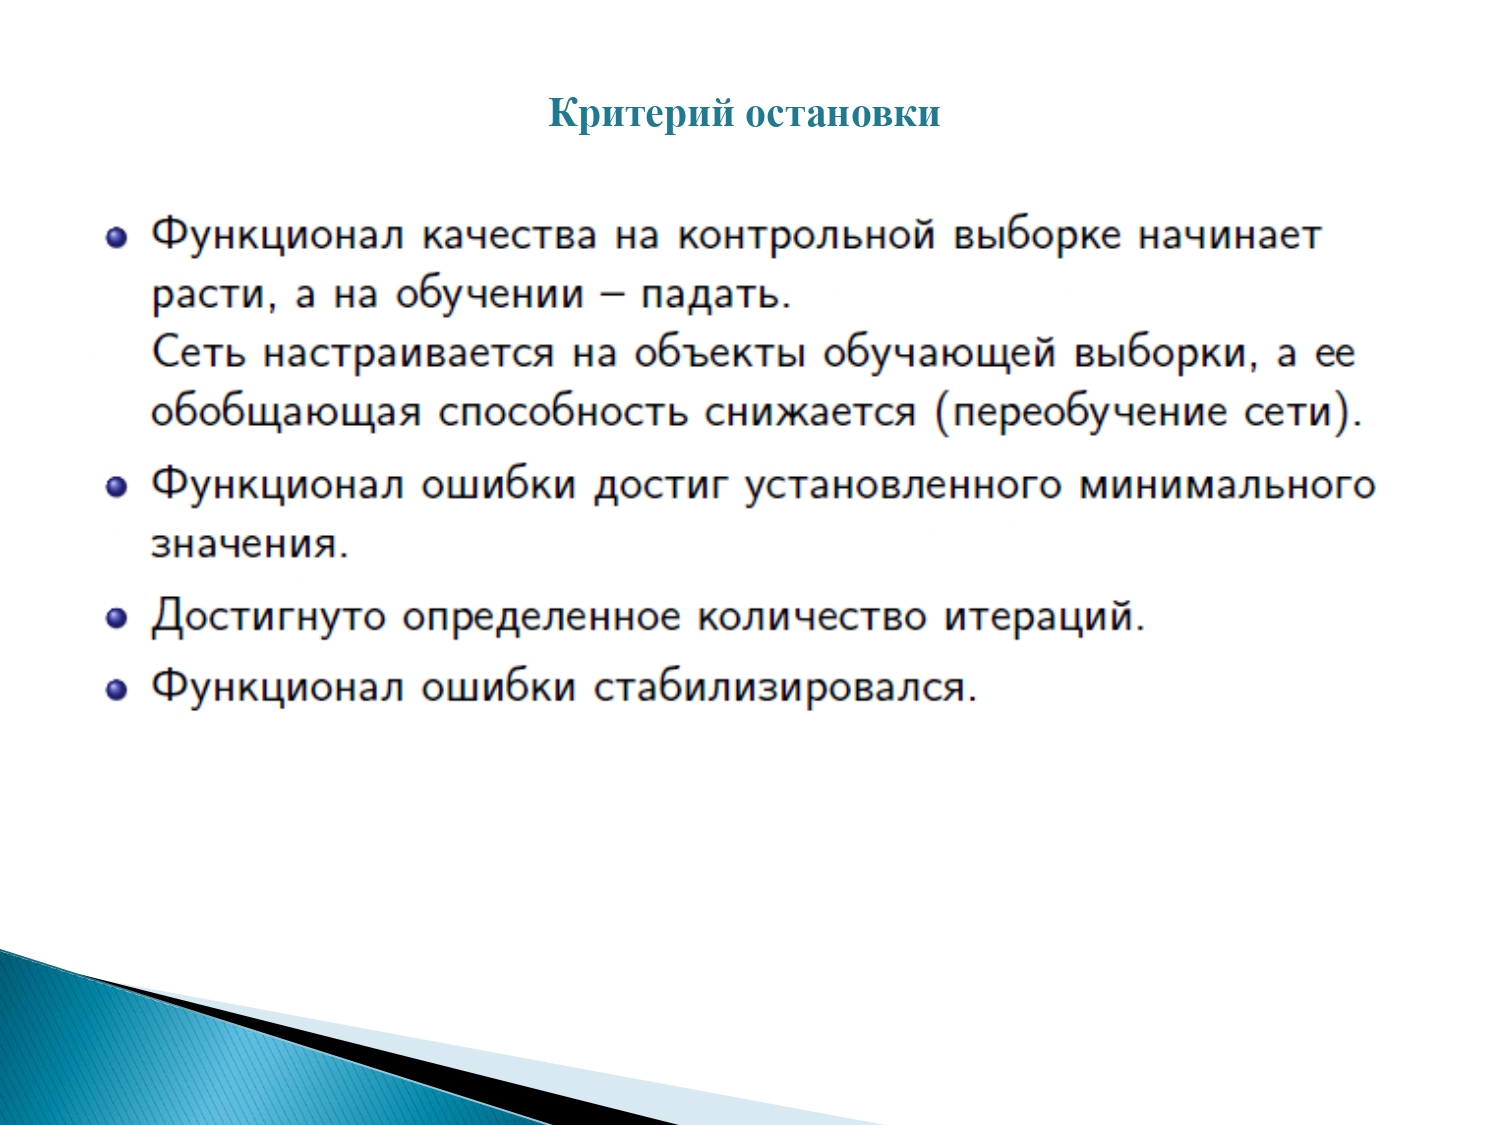 Критерий остановки
Функционал качества на контрольной выборке начинает
расти, а на обучении – падать.
Сеть настраивается на объекты обучающей выборки, а ее
обобщающая способность снижается (переобучение сети).
Функционал ошибки достиг установленного минимального
значения.
Достигнуто определенное количество итераций.
Функционал ошибки стабилизировался.